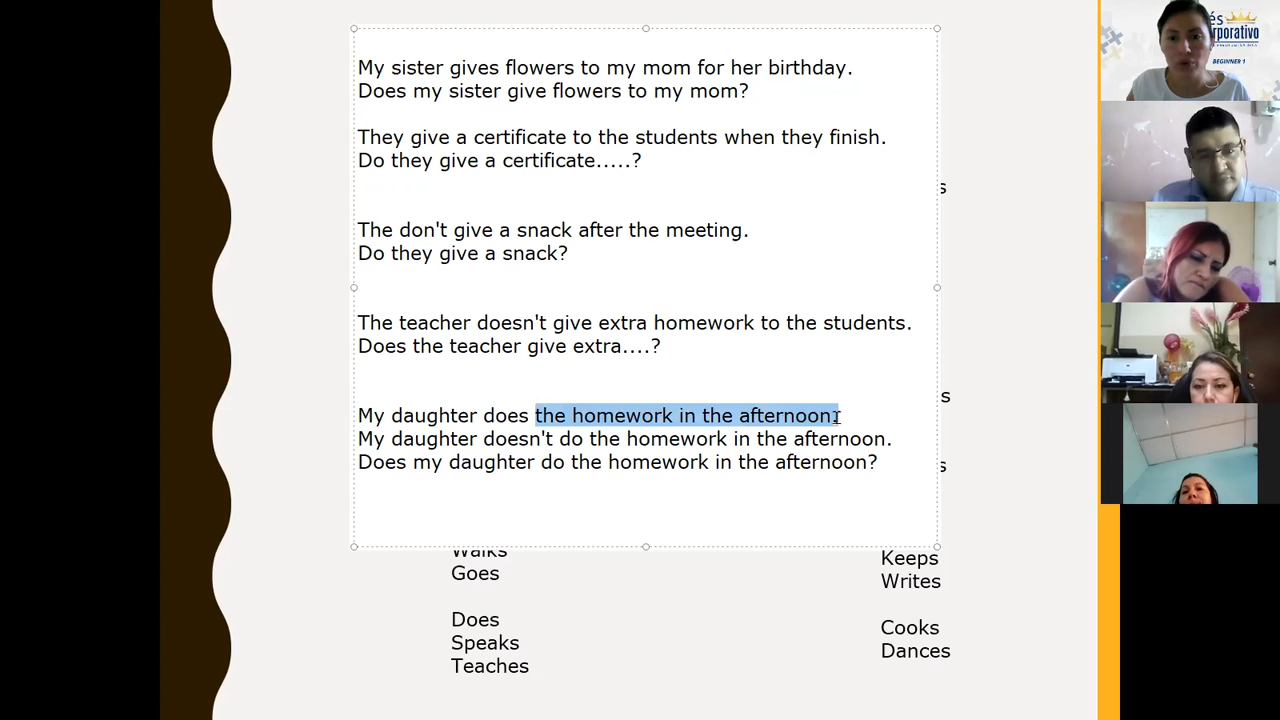 My sister gives flowers to my mom for her birthday.
Does my sister give flowers to my mom?
They give a certificate to the students when they finish.
Do they give a certificate.....?
The don't give a snack after the meeting.
Do they give a snack?
The teacher doesn't give extra homework to the students.
Does the teacher give extra....?
My daughter does the homework in the afternoon.
My daughter doesn't do the homework in the afternoon.
Does my daughter do the homework in the afternoon?
s
s
s
Walks
Goes
Does
Speaks
Teaches
Keeps
Writes
Cooks
Dances
és
rporativo
BEGINNER 1